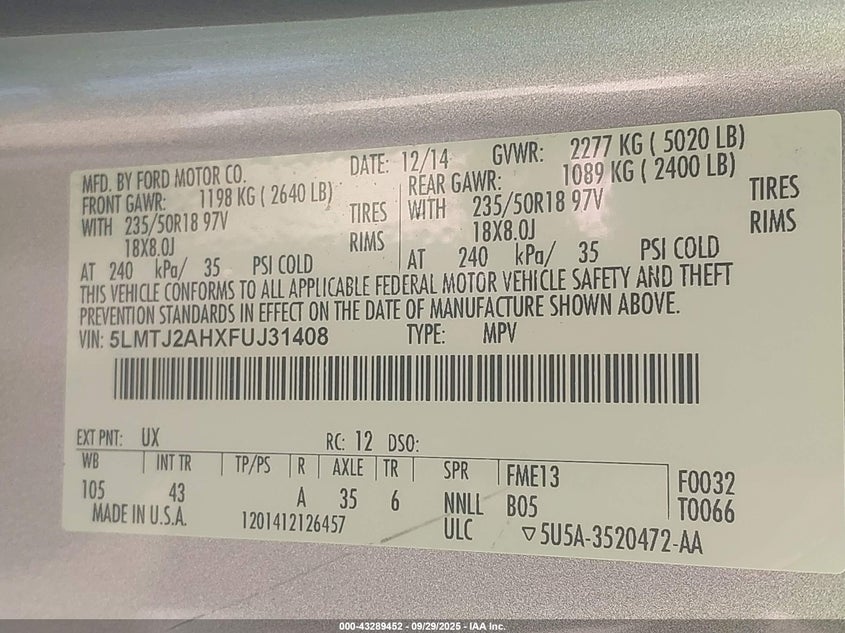 MFD. BY FORD MOTOR CO. DATE: 12/14 GVWR: 2277 KG ( 5020 LB)
FRONT GAWR: 1198 KG ( 2640 LB) REAR GAWR: 1089 KG ( 2400 LB)
WITH 235/50R18 97V TIRES WITH 235/50R18 97V TIRES
18X8.0J RIMS 18X8.0J RIMS
AT 240 kPa/ 35 PSI COLD AT 240 kPa/ 35 PSI COLD
THIS VEHICLE CONFORMS TO ALL APPLICABLE FEDERAL MOTOR VEHICLE SAFETY AND THEFT
PREVENTION STANDARDS IN EFFECT ON THE DATE OF MANUFACTURE SHOWN ABOVE.
VIN: 5LMTJ2AHXFUJ31408 TYPE: MPV
EXT PNT: UX RC: 12 DSO:
WB INT TR TP/PS R AXLE TR SPR FME13 F0032
105 43 A 35 6 NNLL B05 T0066
MADE IN U.S.A. 1201412126457 ULC ▽5U5A-3520472-AA
000-43289452 - 09/29/2025 - IAA Inc.